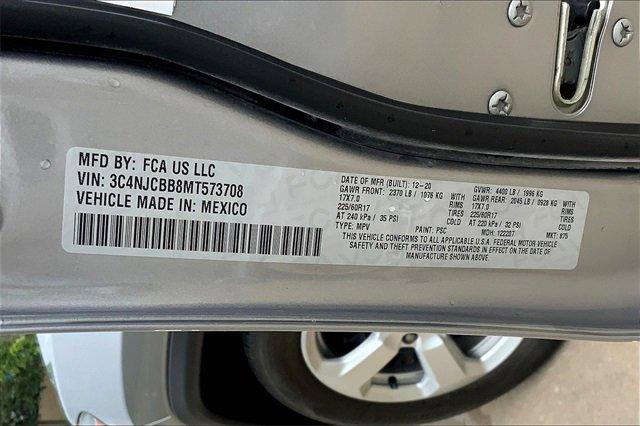 MFD BY: FCA US LLC
VIN: 3C4NJCBB8MT573708
VEHICLE MADE IN: MEXICO
DATE OF MFR (BUILT): 12-20 GVWR: 4400 LB / 1996 KG
GAWR FRONT: 2370 LB / 1076 KG WITH GAWR REAR: 2045 LB / 0928 KG WITH
17X7.0 RIMS 17X7.0 RIMS
225/60R17 TIRES 225/60R17 TIRES
AT 240 kPa / 35 PSI COLD AT 220 kPa / 32 PSI COLD
TYPE: MPV PAINT: PSC MDH: 122207 MKT: 875
THIS VEHICLE CONFORMS TO ALL APPLICABLE U.S.A. FEDERAL MOTOR VEHICLE
SAFETY AND THEFT PREVENTION STANDARDS IN EFFECT ON THE DATE OF
MANUFACTURE SHOWN ABOVE.